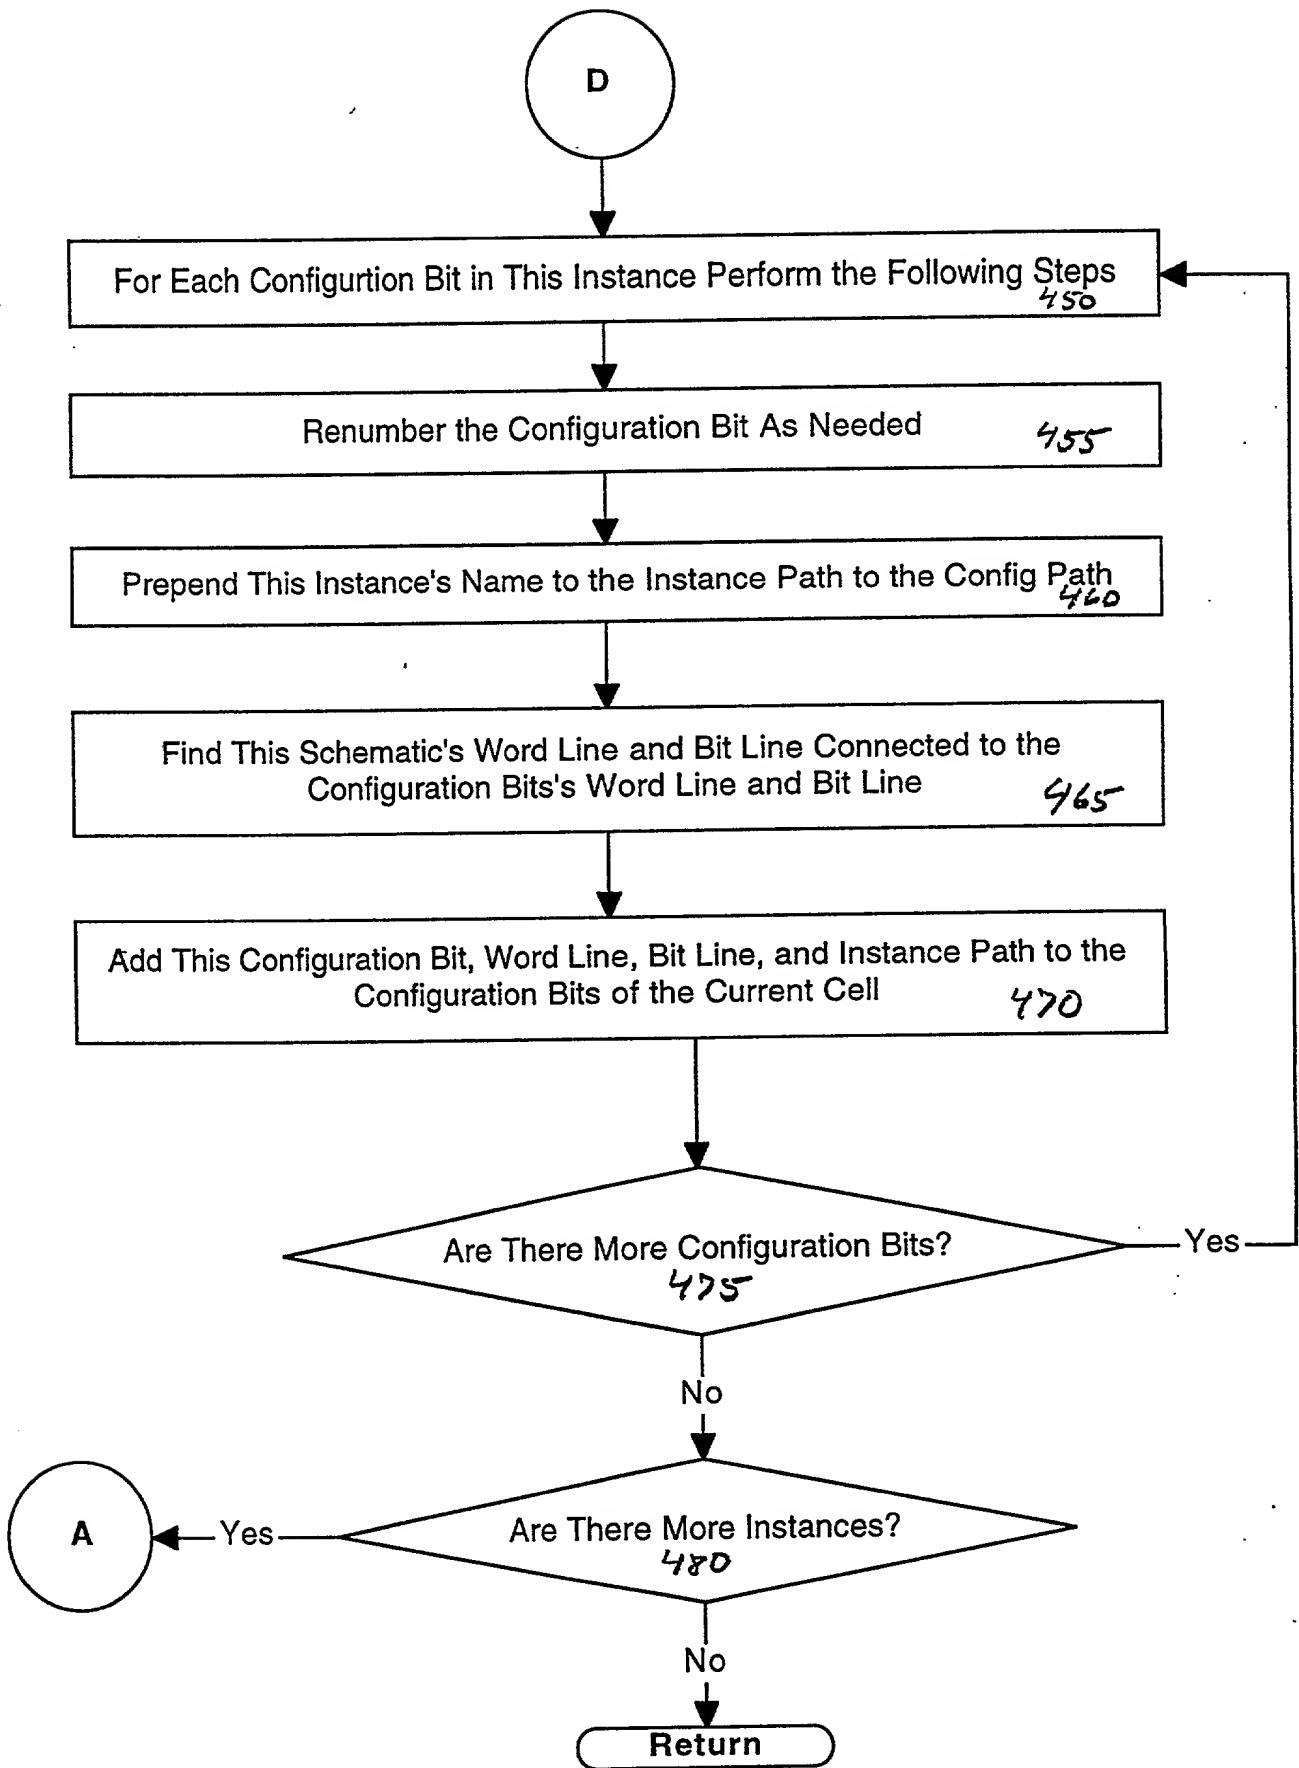 D
For Each Configurtion Bit in This Instance Perform the Following Steps
450
Renumber the Configuration Bit As Needed 455
Prepend This Instance's Name to the Instance Path to the Config Path
460
Find This Schematic's Word Line and Bit Line Connected to the
Configuration Bits's Word Line and Bit Line 465
Add This Configuration Bit, Word Line, Bit Line, and Instance Path to the
Configuration Bits of the Current Cell 470
Are There More Configuration Bits? Yes
475
No
A Yes Are There More Instances?
480
No
Return